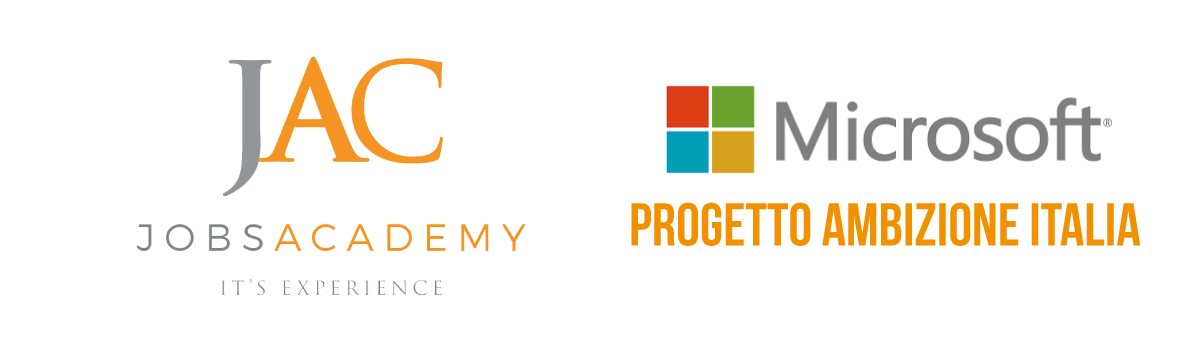 JAC
JOBSACADEMY
IT'S EXPERIENCE
Microsoft®
PROGETTO AMBIZIONE ITALIA